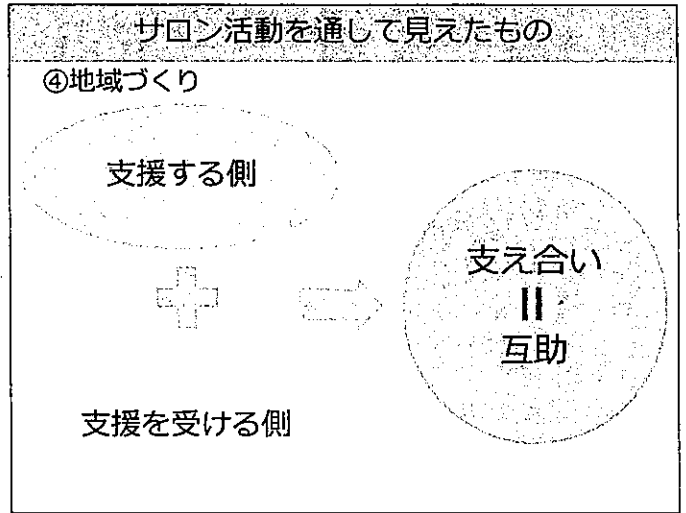 サロン活動を通して見えたもの
④地域づくり
支援する側
支援を受ける側
支え合い
||
互助